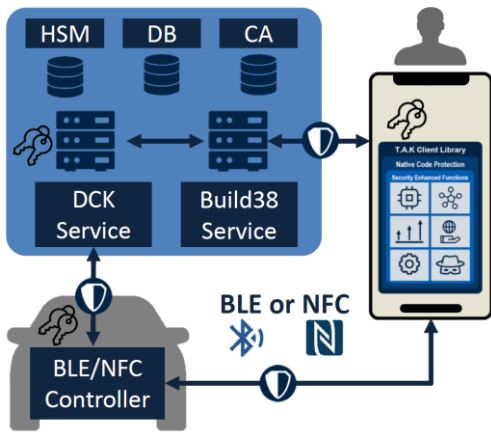 HSM
DB
CA
T.A.K Client Library
Native Code Protection
Security Enhanced Functions
DCK
Service
Build38
Service
BLE or NFC
BLE/NFC
Controller